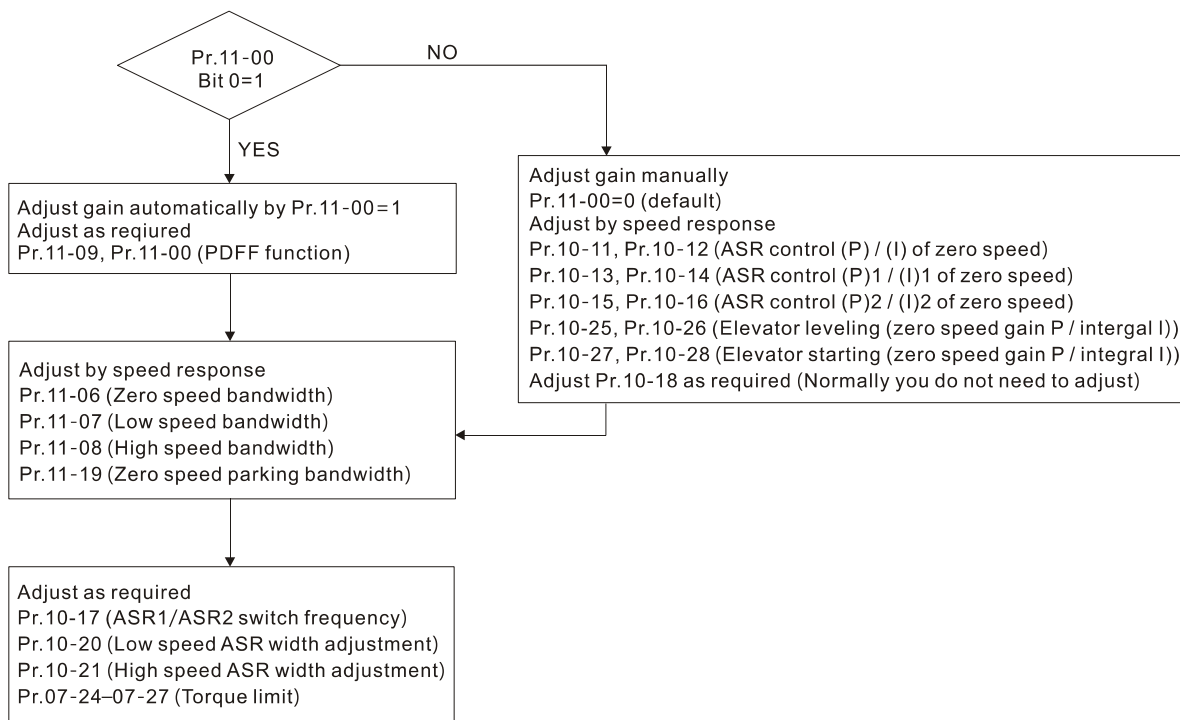 Pr.11-00
Bit 0=1
NO
YES
Adjust gain automatically by Pr.11-00=1
Adjust as reqiured
Pr.11-09, Pr.11-00 (PDFF function)
Adjust gain manually
Pr.11-00=0 (default)
Adjust by speed response
Pr.10-11, Pr.10-12 (ASR control (P) / (I) of zero speed)
Pr.10-13, Pr.10-14 (ASR control (P)1 / (I)1 of zero speed)
Pr.10-15, Pr.10-16 (ASR control (P)2 / (I)2 of zero speed)
Pr.10-25, Pr.10-26 (Elevator leveling (zero speed gain P / intergal I))
Pr.10-27, Pr.10-28 (Elevator starting (zero speed gain P / integral I))
Adjust Pr.10-18 as required (Normally you do not need to adjust)
Adjust by speed response
Pr.11-06 (Zero speed bandwidth)
Pr.11-07 (Low speed bandwidth)
Pr.11-08 (High speed bandwidth)
Pr.11-19 (Zero speed parking bandwidth)
Adjust as required
Pr.10-17 (ASR1/ASR2 switch frequency)
Pr.10-20 (Low speed ASR width adjustment)
Pr.10-21 (High speed ASR width adjustment)
Pr.07-24–07-27 (Torque limit)